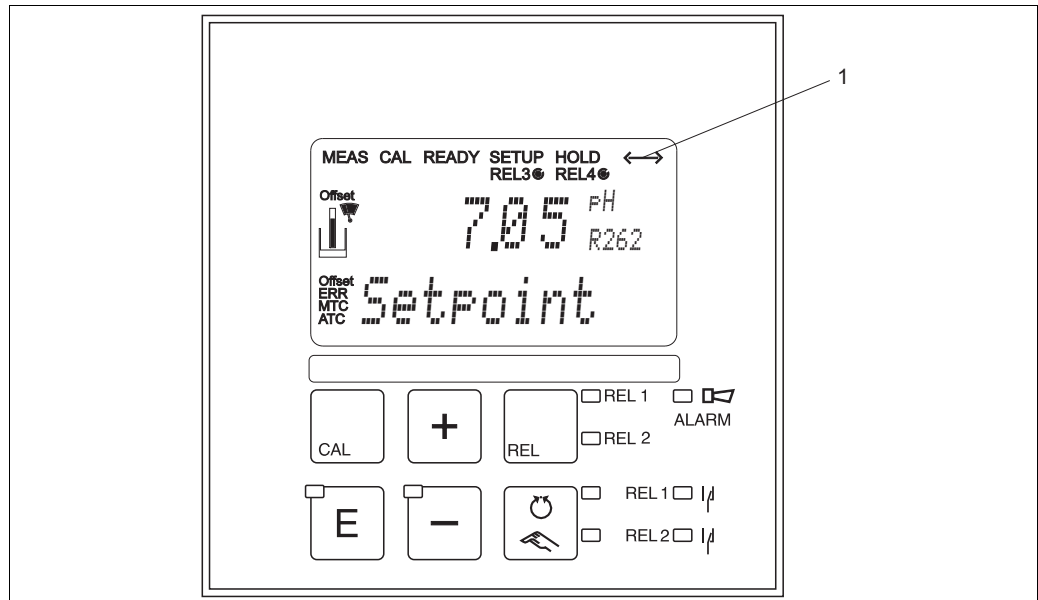 1
MEAS CAL READY SETUP HOLD
REL3 REL4
Offset
7.05 pH
R262
Offset
ERR
MTC
ATC
Setpoint
CAL
+
REL
REL 1
REL 2
ALARM
E
−
REL 1
REL 2